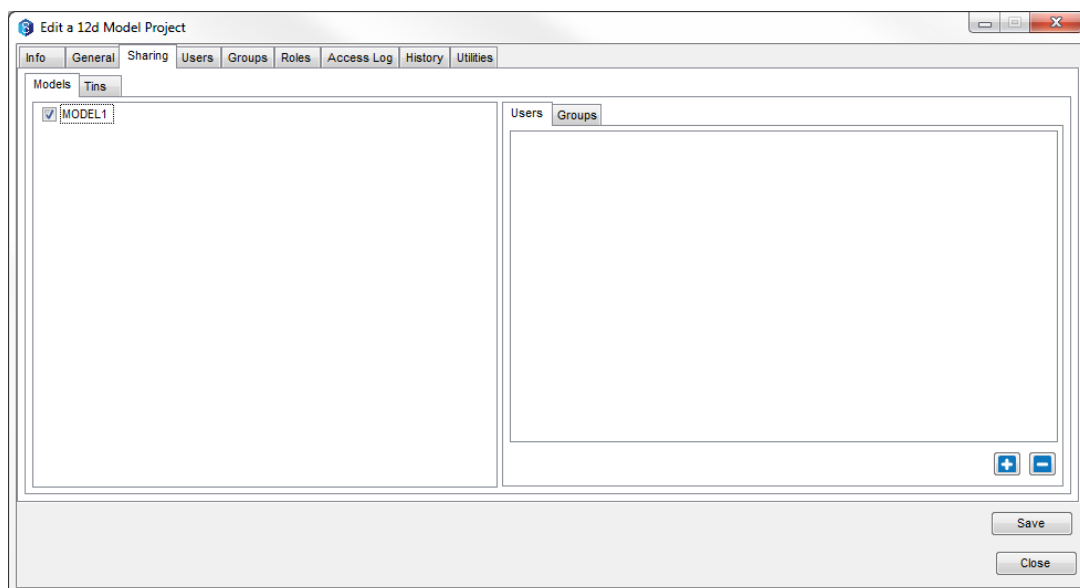 Edit a 12d Model Project
Info General Sharing Users Groups Roles Access Log History Utilities
Models Tins
MODEL1
Users Groups
Save
Close